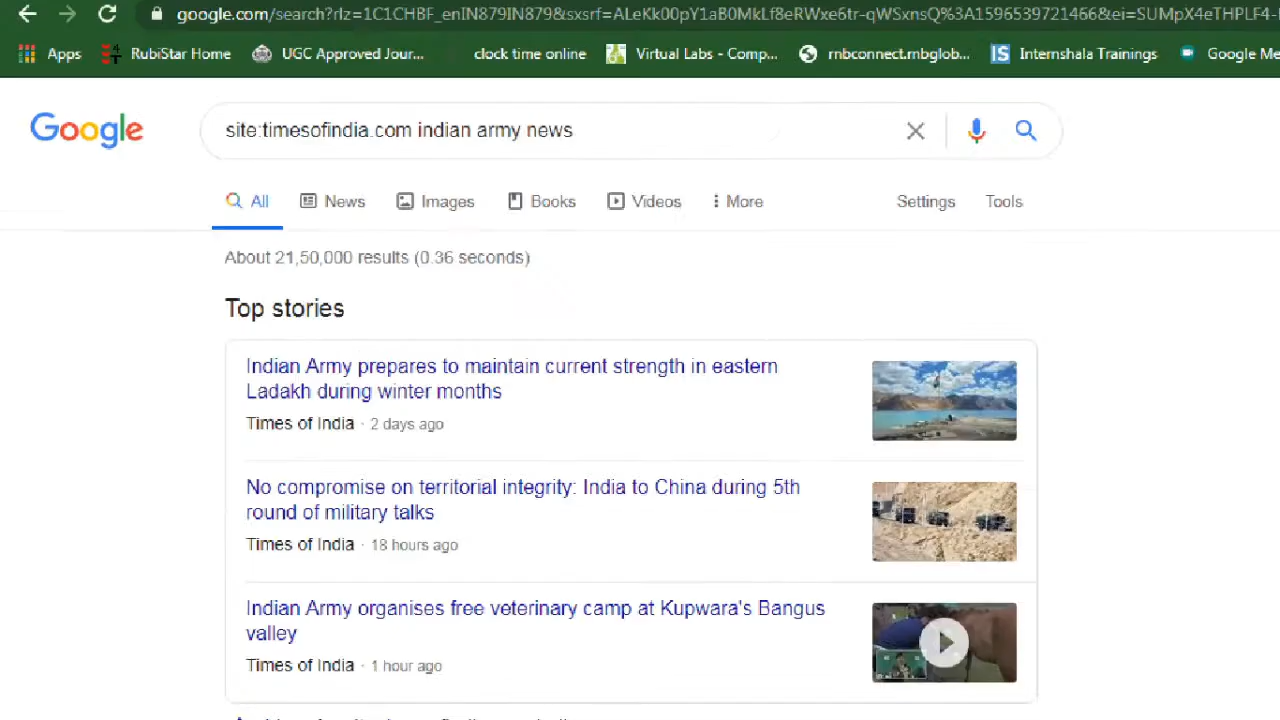 google.com/search?rlz=1C1CHBF_enIN879IN879&sxsrf=ALeKk00pY1aB0MkLf8eRWxe6tr-qWSxnsQ%3A1596539721466&ei=SUMpX4eTHPLF4-
Apps RubiStar Home UGC Approved Jour... clock time online Virtual Labs - Comp... rnbconnect.rnbglob... IS Internshala Trainings Google Me
Google site:timesofindia.com indian army news
All News Images Books Videos More Settings Tools
About 21,50,000 results (0.36 seconds)
Top stories
Indian Army prepares to maintain current strength in eastern
Ladakh during winter months
Times of India · 2 days ago
No compromise on territorial integrity: India to China during 5th
round of military talks
Times of India · 18 hours ago
Indian Army organises free veterinary camp at Kupwara's Bangus
valley
Times of India · 1 hour ago